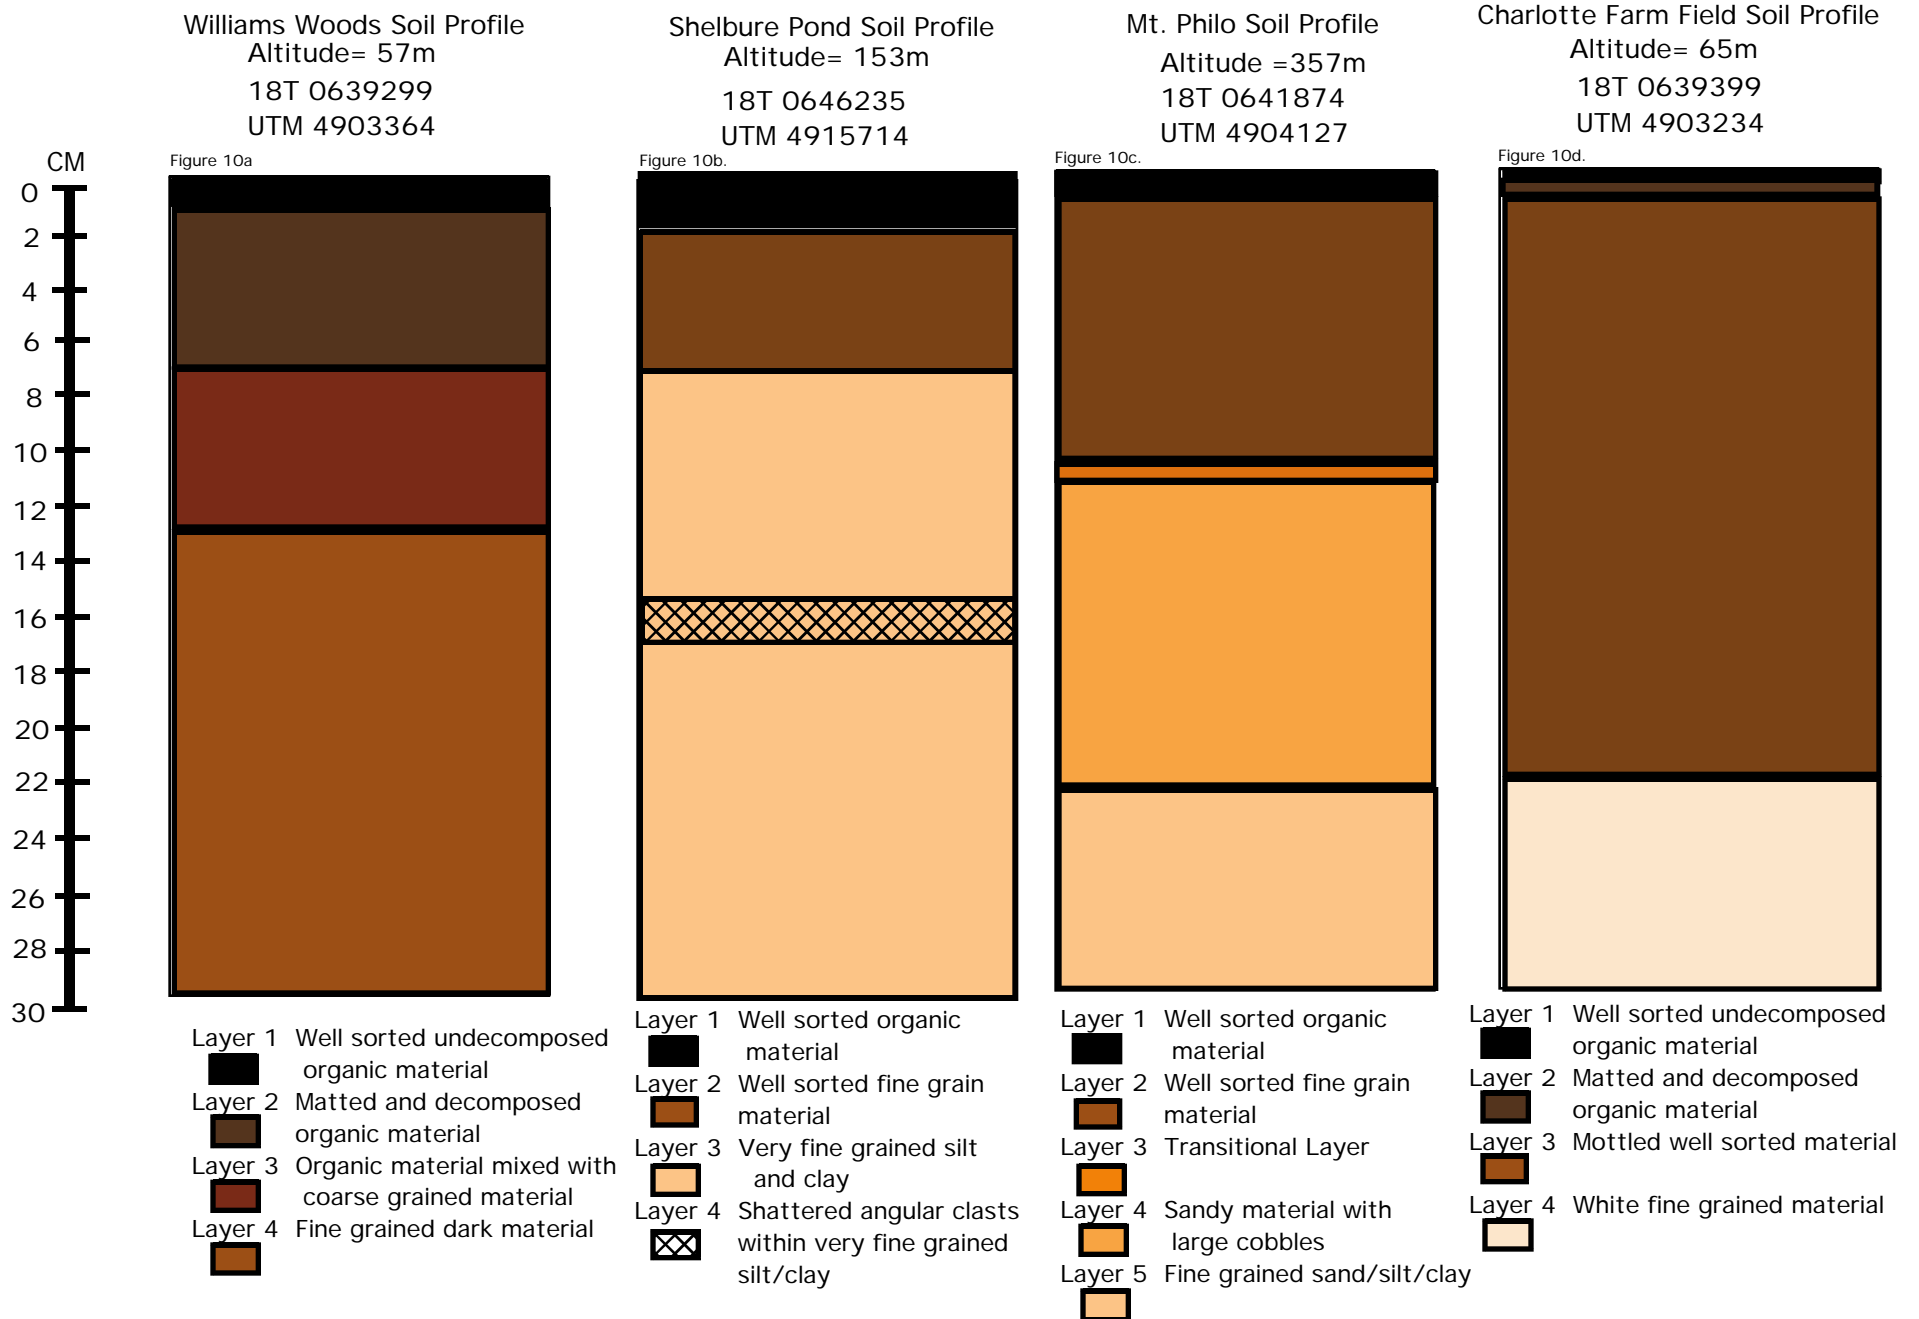 Williams Woods Soil Profile
Altitude= 57m
18T 0639299
UTM 4903364
Figure 10a
Shelbure Pond Soil Profile
Altitude= 153m
18T 0646235
UTM 4915714
Figure 10b.
Mt. Philo Soil Profile
Altitude =357m
18T 0641874
UTM 4904127
Figure 10c.
Charlotte Farm Field Soil Profile
Altitude= 65m
18T 0639399
UTM 4903234
Figure 10d.
CM
0
2
4
6
8
10
12
14
16
18
20
22
24
26
28
30
Layer 1 Well sorted undecomposed
organic material
Layer 2 Matted and decomposed
organic material
Layer 3 Organic material mixed with
coarse grained material
Layer 4 Fine grained dark material
Layer 1 Well sorted organic
material
Layer 2 Well sorted fine grain
material
Layer 3 Very fine grained silt
and clay
Layer 4 Shattered angular clasts
within very fine grained
silt/clay
Layer 1 Well sorted organic
material
Layer 2 Well sorted fine grain
material
Layer 3 Transitional Layer
Layer 4 Sandy material with
large cobbles
Layer 5 Fine grained sand/silt/clay
Layer 1 Well sorted undecomposed
organic material
Layer 2 Matted and decomposed
organic material
Layer 3 Mottled well sorted material
Layer 4 White fine grained material